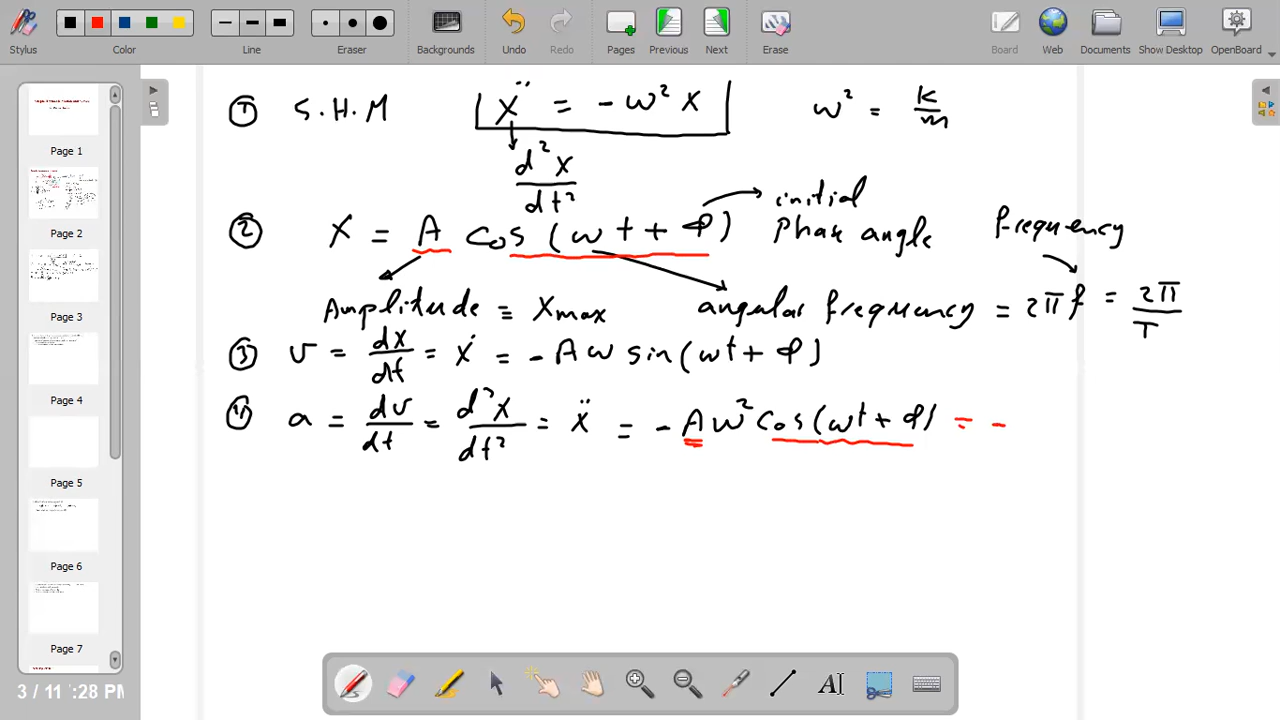 Stylus
Color
Line
Eraser
Backgrounds
Undo
Redo
Pages
Previous
Next
Erase
Board
Web
Documents
Show Desktop
OpenBoard
Page 1
Page 2
Page 3
Page 4
Page 5
Page 6
Page 7
3 / 11
:28 PM
① S.H.M ẍ = -ω² x ω² = k/m
d²x/dt²
② x = A cos(ωt + φ) initial phase angle
Amplitude ≡ Xmax angular frequency = 2πf = 2π/T
frequency
③ v = dx/dt = ẋ = -Aω sin(ωt + φ)
④ a = dv/dt = d²x/dt² = ẍ = -Aω² cos(ωt + φ) = -